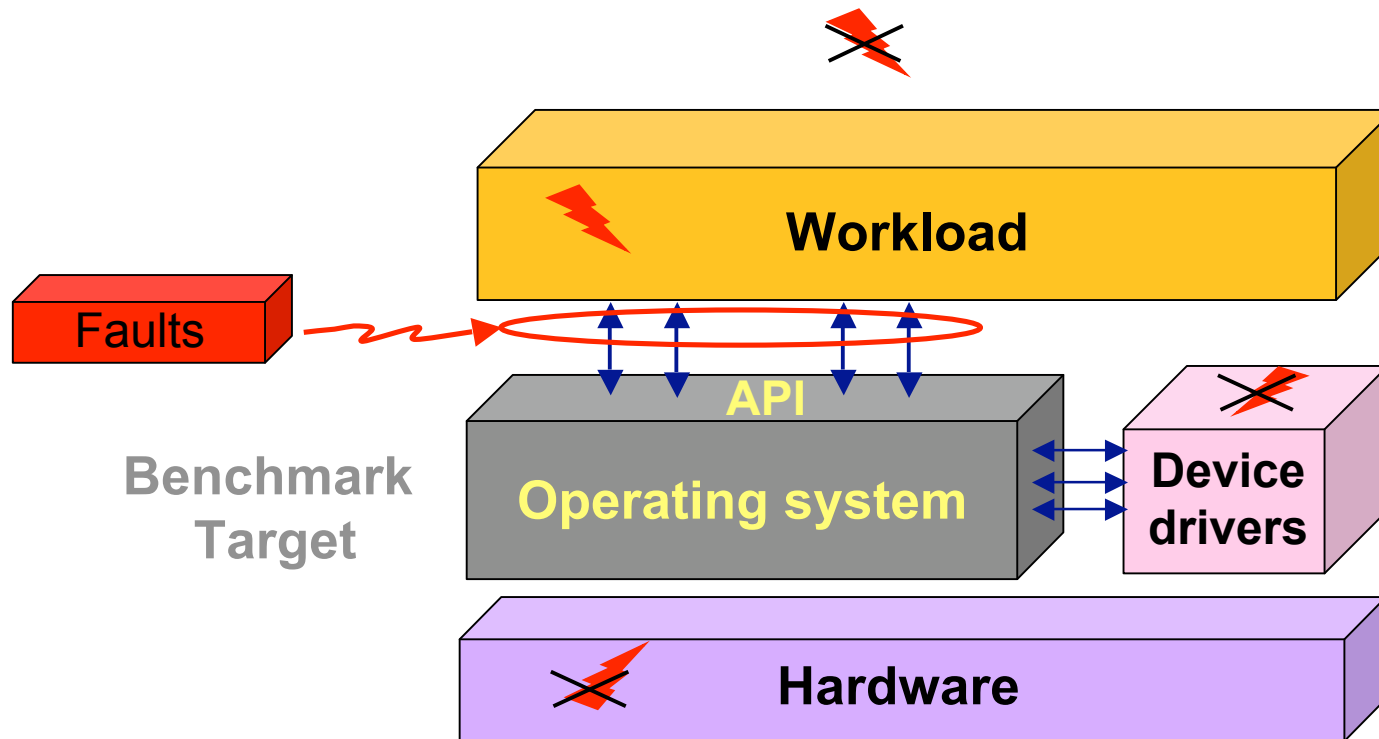 Workload
Faults
API
Benchmark
Target
Operating system
Device
drivers
Hardware